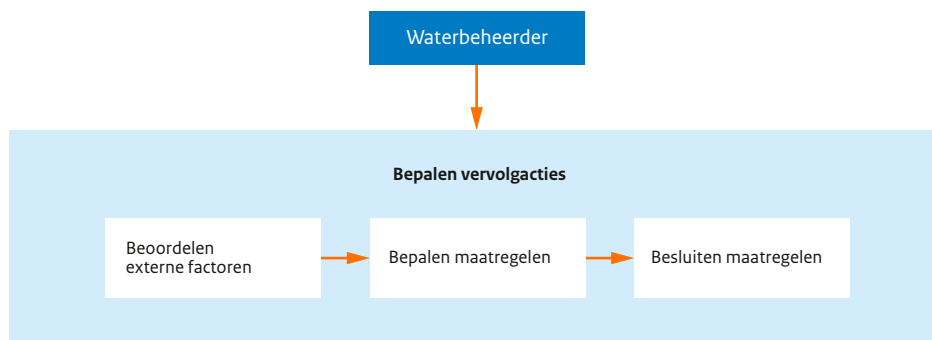 Waterbeheerder
Bepalen vervolgacties
Beoordelen
externe factoren
Bepalen maatregelen
Besluiten maatregelen